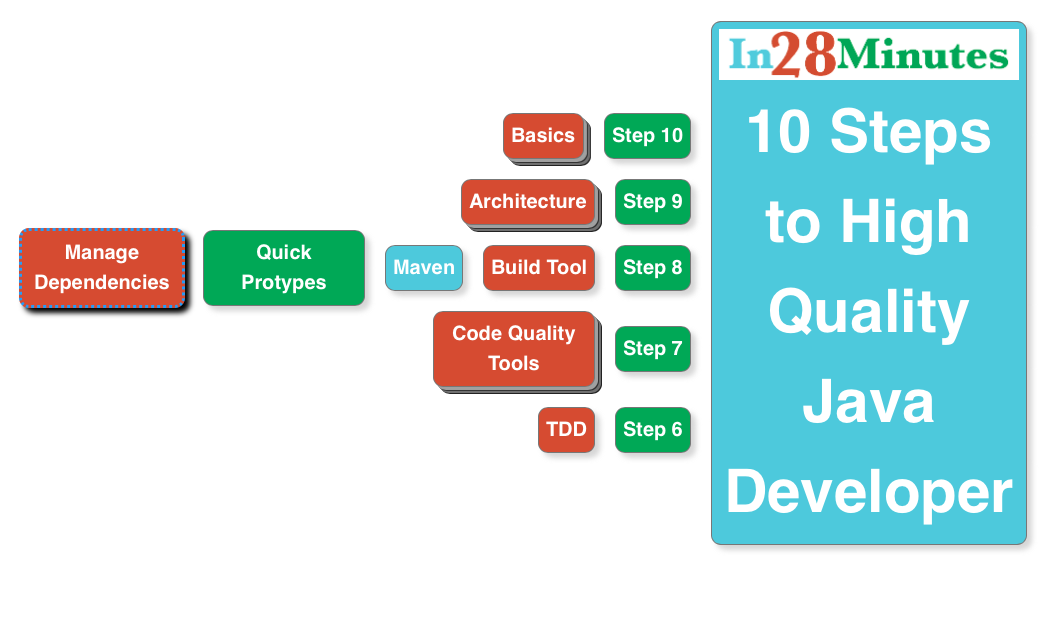 In28Minutes
10 Steps
to High
Quality
Java
Developer
Basics
Step 10
Architecture
Step 9
Manage
Dependencies
Quick
Protypes
Maven
Build Tool
Step 8
Code Quality
Tools
Step 7
TDD
Step 6